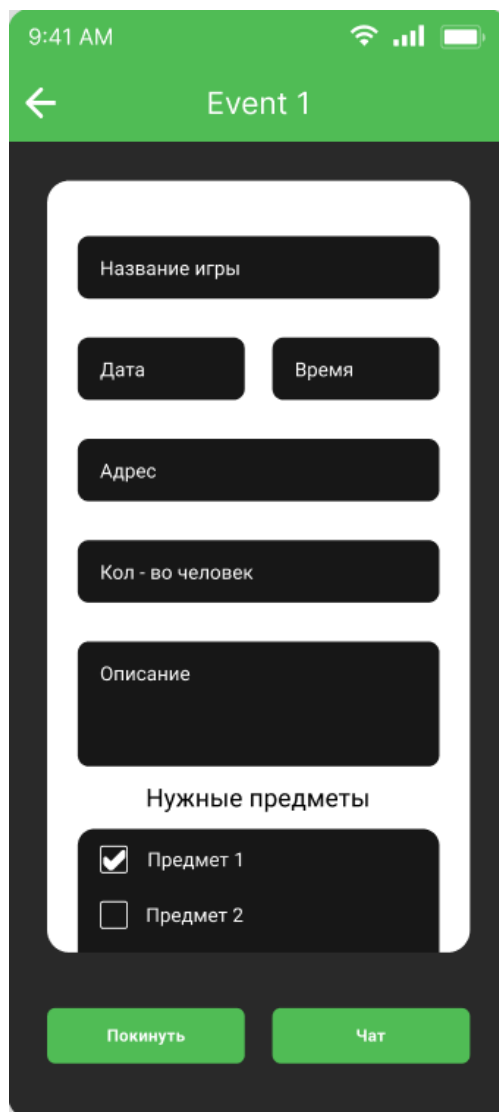 9:41 AM
Event 1
Название игры
Дата
Время
Адрес
Кол - во человек
Описание
Нужные предметы
Предмет 1
Предмет 2
Покинуть
Чат